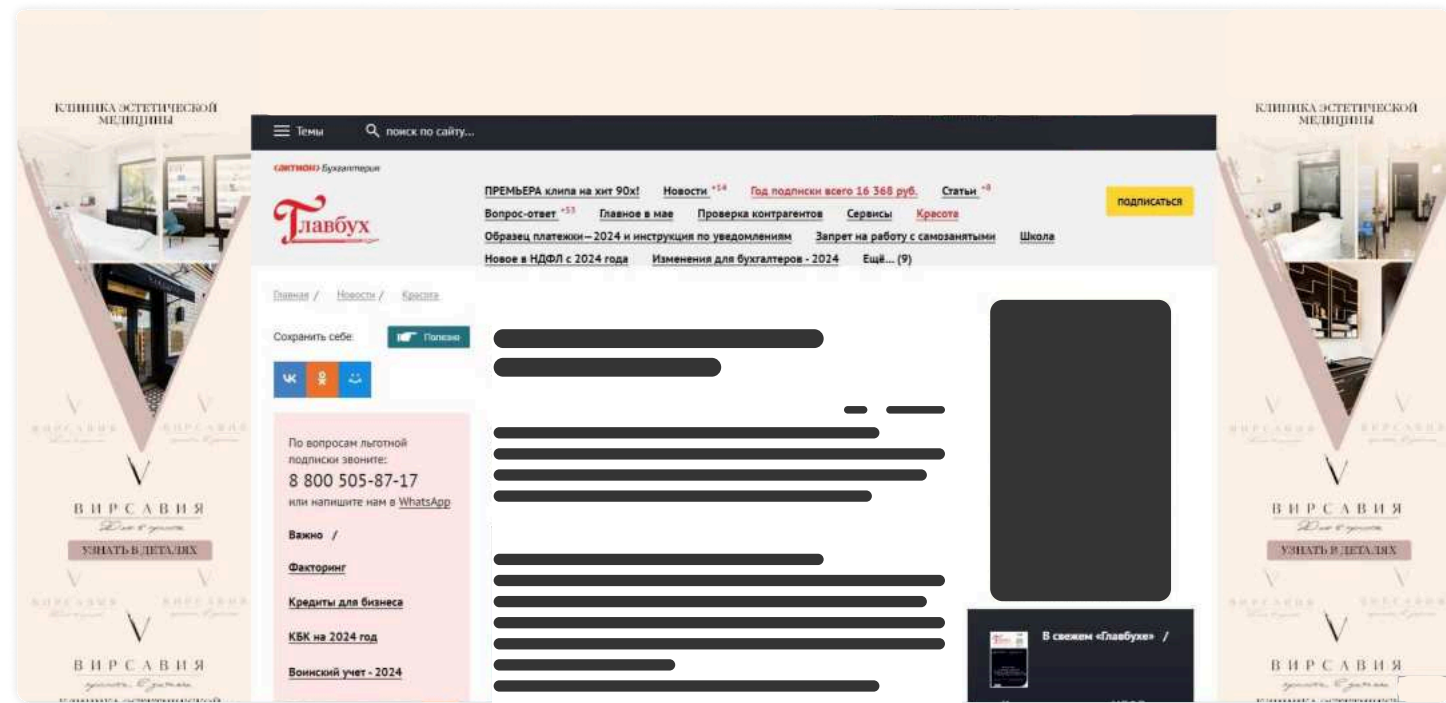 КЛИНИКА ЭСТЕТИЧЕСКОЙ
МЕДИЦИНЫ
Темы
поиск по сайту...
‹АКТИОН› Бухгалтерия
Главбух
ПРЕМЬЕРА клипа на хит 90х! Новости +14 Год подписки всего 16 368 руб. Статьи +8
Вопрос-ответ +53 Главное в мае Проверка контрагентов Сервисы Красота
Образец платежки—2024 и инструкция по уведомлениям Запрет на работу с самозанятыми Школа
Новое в НДФЛ с 2024 года Изменения для бухгалтеров - 2024 Ещё... (9)
ПОДПИСАТЬСЯ
Главная / Новости / Красота
Сохранить себе: Полезно
По вопросам льготной
подписки звоните:
8 800 505-87-17
или напишите нам в WhatsApp
Важно /
Факторинг
Кредиты для бизнеса
КБК на 2024 год
Воинский учет - 2024
В свежем «Главбухе» /
ВИРСАВИЯ
УЗНАТЬ В ДЕТАЛЯХ
ВИРСАВИЯ
КЛИНИКА ЭСТЕТИЧЕСКОЙ
МЕДИЦИНЫ
ВИРСАВИЯ
УЗНАТЬ В ДЕТАЛЯХ
ВИРСАВИЯ